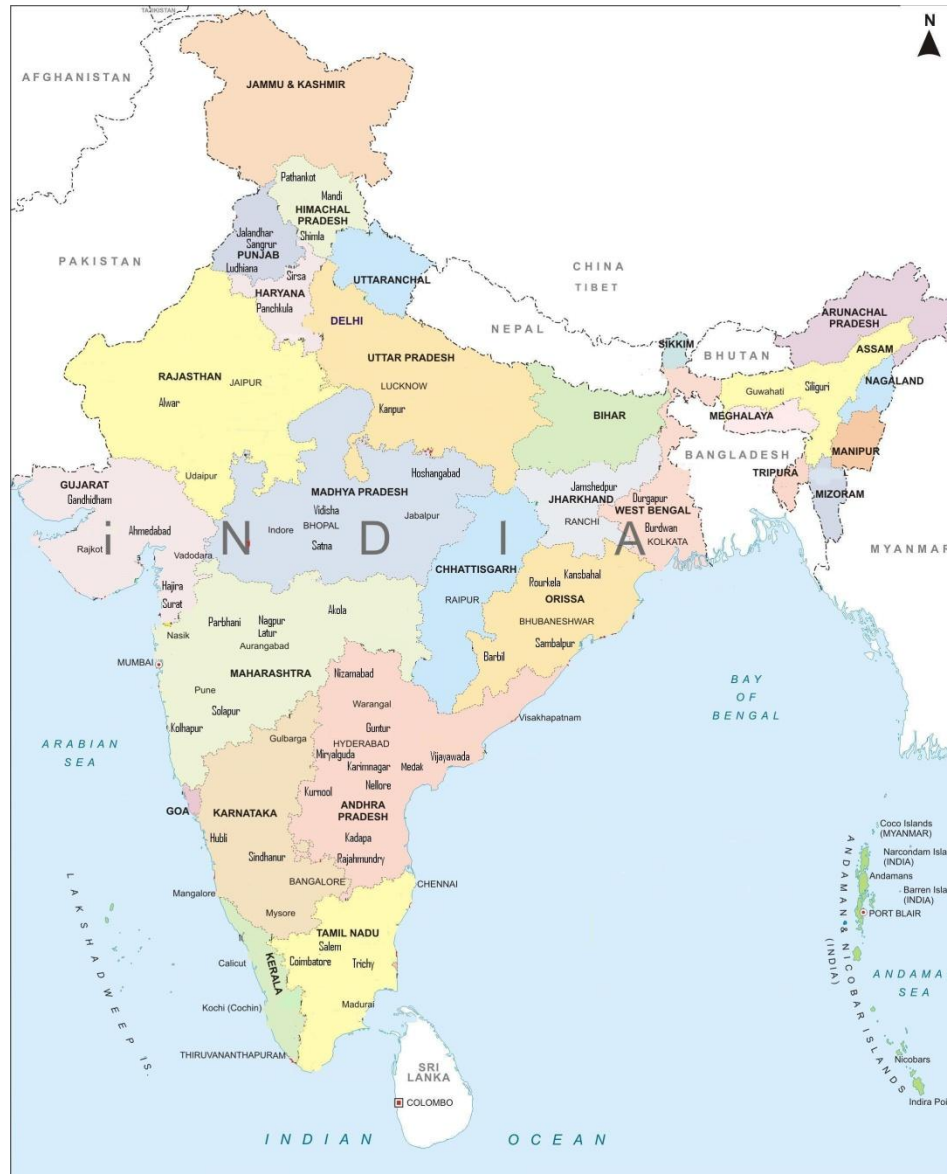 TAJIKISTAN
N
AFGHANISTAN
JAMMU & KASHMIR
Pathankot
Mandi
HIMACHAL
PRADESH
Shimla
Jalandhar
Sangrur
PUNJAB
Ludhiana
PAKISTAN
Sirsa
HARYANA
Panchkula
UTTARANCHAL
CHINA
TIBET
DELHI
NEPAL
ARUNACHAL
PRADESH
SIKKIM
BHUTAN
ASSAM
UTTAR PRADESH
RAJASTHAN
JAIPUR
LUCKNOW
Alwar
Kanpur
BIHAR
Guwahati
Siliguri
NAGALAND
MEGHALAYA
MANIPUR
BANGLADESH
TRIPURA
MIZORAM
Udaipur
Hoshangabad
GUJARAT
Gandhidham
MADHYA PRADESH
Vidisha
BHOPAL
Indore
Jabalpur
Satna
Jamshedpur
JHARKHAND
RANCHI
Durgapur
WEST BENGAL
Burdwan
KOLKATA
Ahmedabad
Rajkot
Vadodara
iNDIA
MYANMAR
Hajira
Surat
CHHATTISGARH
RAIPUR
Rourkela
Kansbahal
ORISSA
BHUBANESHWAR
Sambalpur
Barbil
Nasik
Parbhani
Nagpur
Latur
Aurangabad
Akola
MUMBAI
MAHARASHTRA
Pune
Solapur
Kolhapur
Nizamabad
Warangal
Guntur
HYDERABAD
Miryalguda
Karimnagar
Medak
Vijayawada
Visakhapatnam
BAY
OF
BENGAL
ARABIAN
SEA
Gulbarga
Kurnool
Nellore
GOA
KARNATAKA
ANDHRA
PRADESH
Hubli
Kadapa
Sindhanur
Rajahmundry
BANGALORE
CHENNAI
Mangalore
Mysore
TAMIL NADU
Salem
Coimbatore
Trichy
Calicut
KERALA
Kochi (Cochin)
Madurai
THIRUVANANTHAPURAM
LAKSHADWEEP IS.
SRI
LANKA
COLOMBO
Coco Islands
(MYANMAR)
Narcondam Isla
(INDIA)
Andamans
Barren Isla
(INDIA)
PORT BLAIR
ANDAMAN & NICOBAR ISLANDS
(INDIA)
ANDAMA
SEA
Nicobars
Indira Poi
INDIAN OCEAN